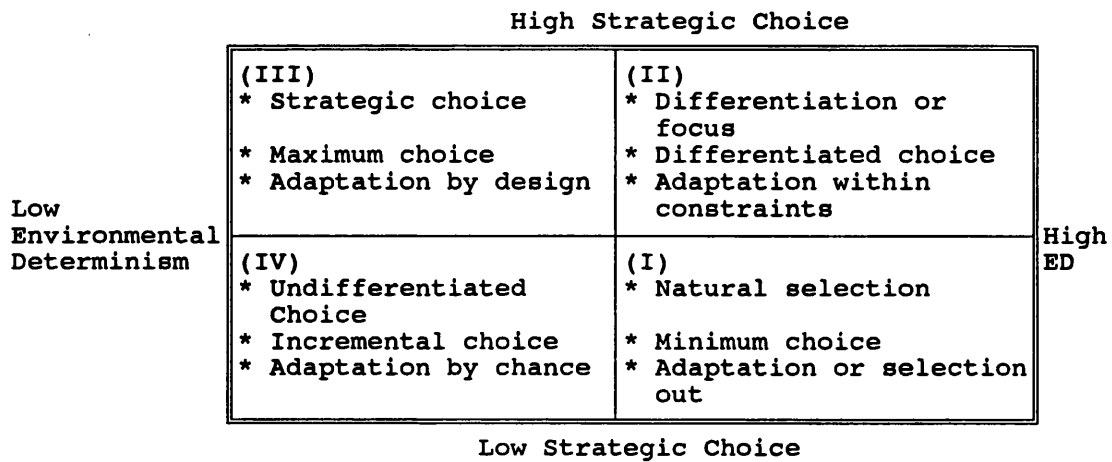 High Strategic Choice
(III)
* Strategic choice
* Maximum choice
* Adaptation by design
(II)
* Differentiation or
focus
* Differentiated choice
* Adaptation within
constraints
Low
Environmental
Determinism
High
ED
(IV)
* Undifferentiated
Choice
* Incremental choice
* Adaptation by chance
(I)
* Natural selection
* Minimum choice
* Adaptation or selection
out
Low Strategic Choice